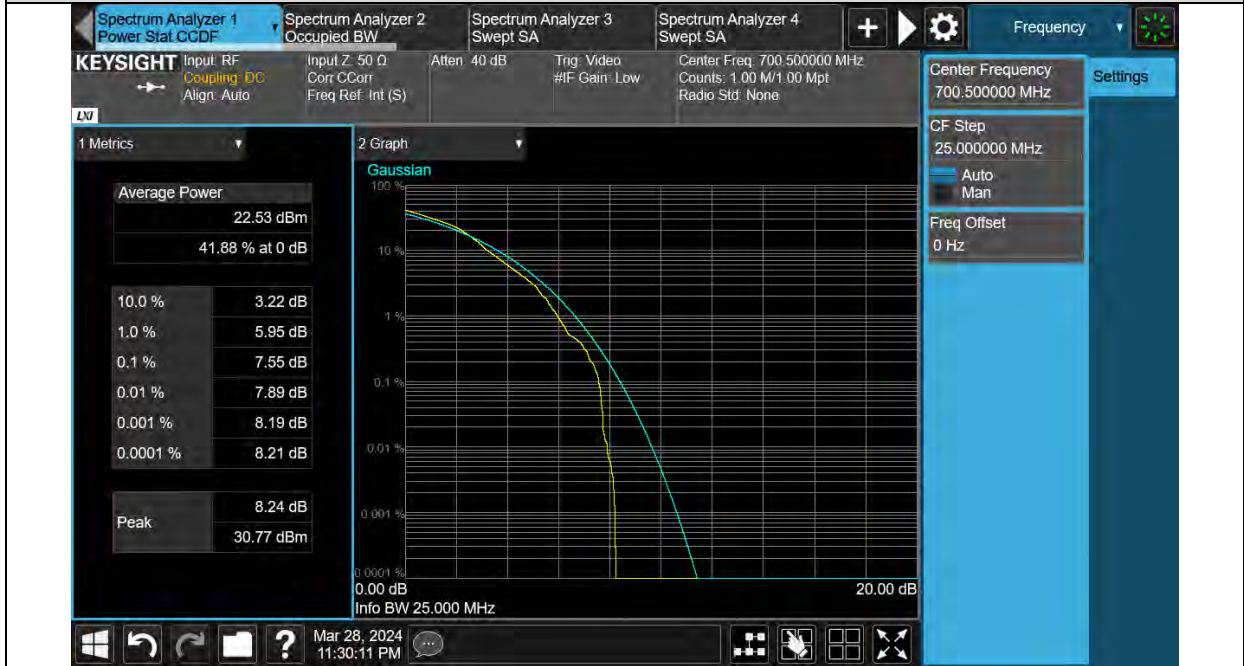 Spectrum Analyzer 1
Power Stat CCDF
Spectrum Analyzer 2
Occupied BW
Spectrum Analyzer 3
Swept SA
Spectrum Analyzer 4
Swept SA
+
Frequency
KEYSIGHT
LXI
Input: RF
Coupling: DC
Align: Auto
Input Z: 50 Ω
Corr CCorr
Freq Ref: Int (S)
Atten: 40 dB
Trig: Video
#IF Gain: Low
Center Freq: 700.500000 MHz
Counts: 1.00 M/1.00 Mpt
Radio Std: None
Center Frequency
700.500000 MHz
Settings
CF Step
25.000000 MHz
Auto
Man
Freq Offset
0 Hz
1 Metrics
Average Power
22.53 dBm
41.88 % at 0 dB
10.0 % 3.22 dB
1.0 % 5.95 dB
0.1 % 7.55 dB
0.01 % 7.89 dB
0.001 % 8.19 dB
0.0001 % 8.21 dB
Peak
8.24 dB
30.77 dBm
2 Graph
Gaussian
100 %
10 %
1 %
0.1 %
0.01 %
0.001 %
0.0001 %
0.00 dB
20.00 dB
Info BW 25.000 MHz
?
Mar 28, 2024
11:30:11 PM